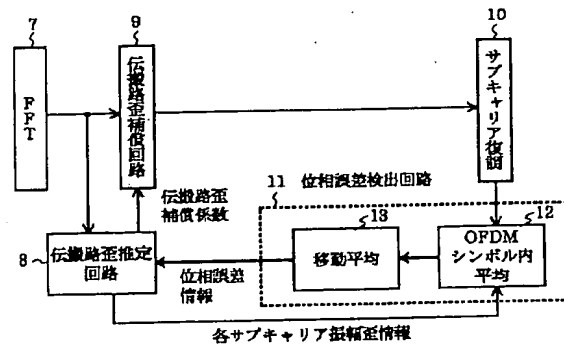 7
FFT
9
伝搬路歪補償回路
10
サブキャリア復調
伝搬路歪
補償係数
11 位相誤差検出回路
8
伝搬路歪推定
回路
位相誤差
情報
13
移動平均
12
OFDM
シンボル内
平均
各サブキャリア振幅歪情報